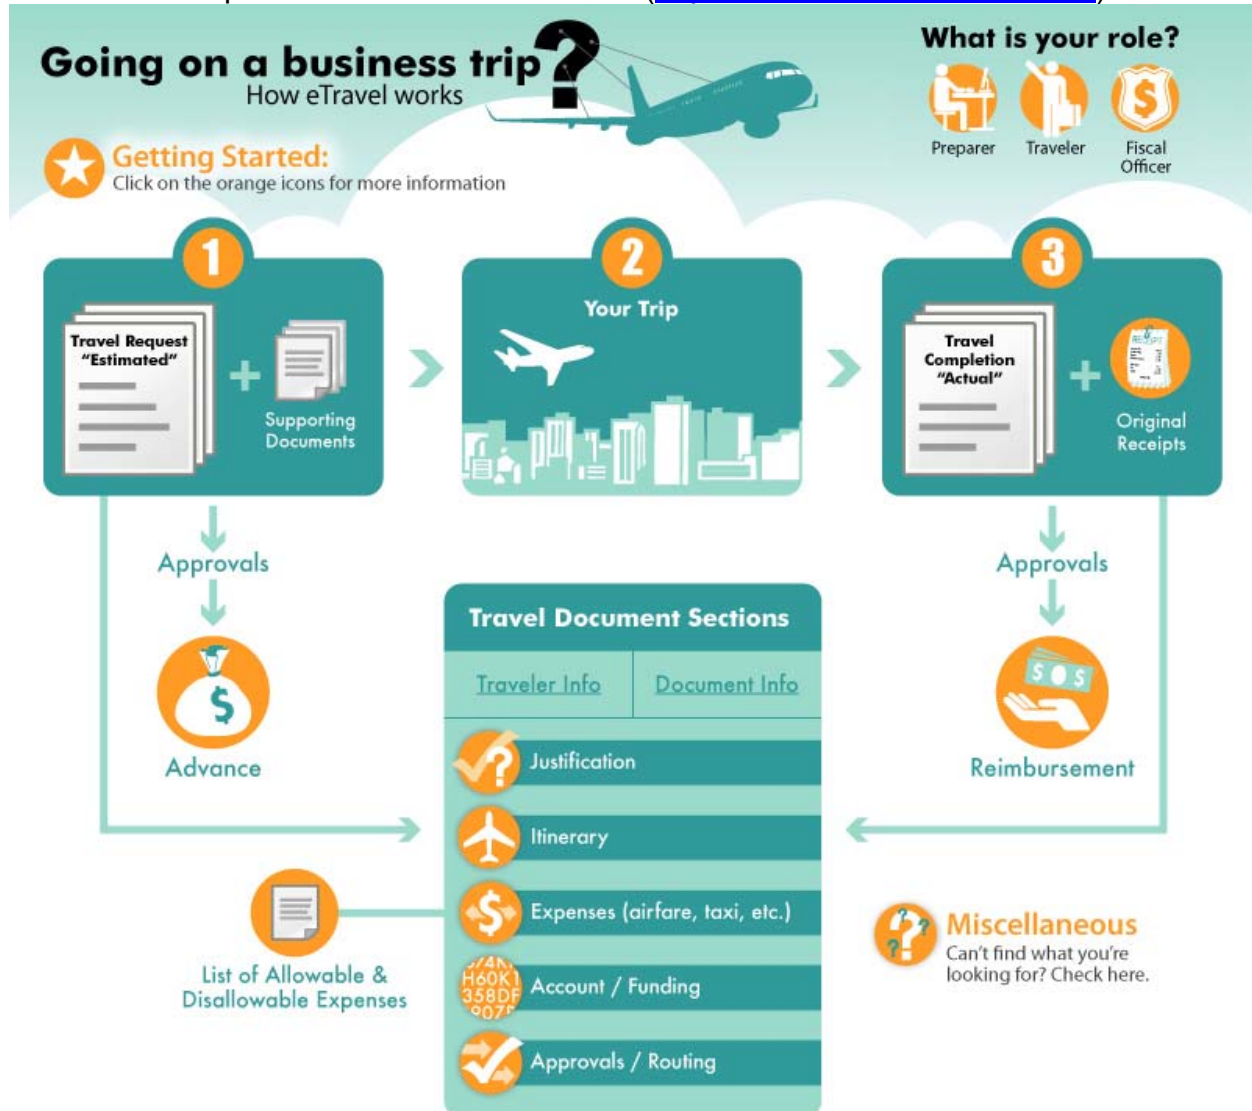 Going on a business trip?
How eTravel works
What is your role?
Preparer
Traveler
Fiscal
Officer
Getting Started:
Click on the orange icons for more information
1
Travel Request
"Estimated"
+
Supporting
Documents
2
Your Trip
3
Travel
Completion
"Actual"
+
RECEIPT
Original
Receipts
Approvals
Advance
Approvals
Reimbursement
Travel Document Sections
Traveler Info
Document Info
Justification
Itinerary
Expenses (airfare, taxi, etc.)
H60K1
358DF
Account / Funding
Approvals / Routing
List of Allowable &
Disallowable Expenses
Miscellaneous
Can't find what you're
looking for? Check here.